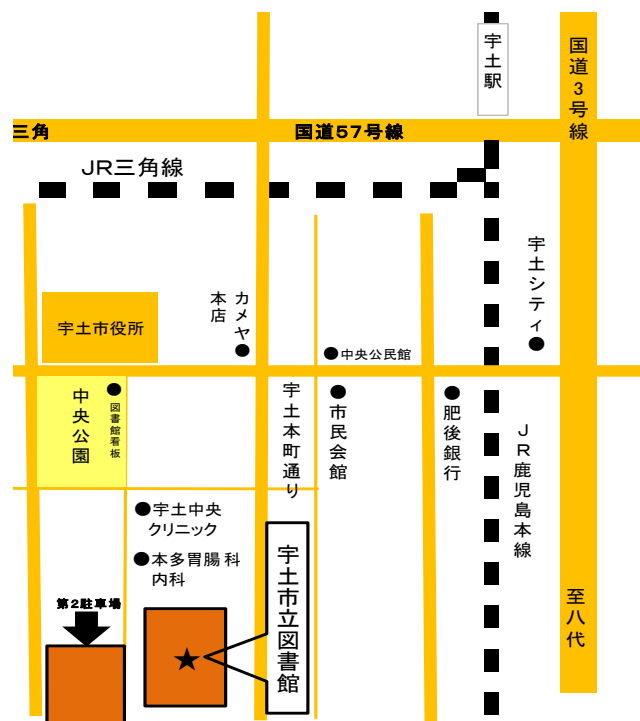 宇土駅
国道3号線
三角
国道57号線
JR三角線
宇土シティ
カメヤ
本店
宇土市役所
中央公民館
中央公園
図書館看板
宇土本町通り
市民会館
肥後銀行
JR鹿児島本線
宇土中央
クリニック
本多胃腸科
内科
宇土市立図書館
第2駐車場
至八代